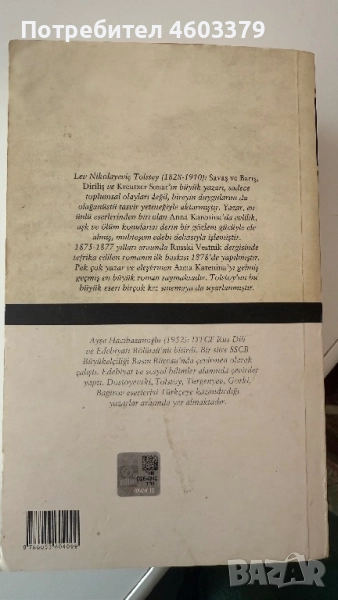 Потребител 4603379
Lev Nikolayeviç Tolstoy (1828-1910): Savaş ve Barış,
Diriliş ve Kreutzer Sonat'ın büyük yazarı, sadece
toplumsal olayları değil, bireyin duygularını da
olağanüstü tasvir yeteneğiyle aktarmıştır. Yazar, en
ünlü eserlerinden biri olan Anna Karenina'da evlilik,
aşk ve ölüm konularını derin bir gözlem gücüyle ele
almış, muhteşem edebi dehasıyla işlemiştir.
1875-1877 yılları arasında Russki Vestnik dergisinde
tefrika edilen romanın ilk baskısı 1878'de yapılmıştır.
Pek çok yazar ve eleştirmen Anna Karenina'yı gelmiş
geçmiş en büyük roman saymaktadır. Tolstoy'un bu
büyük eseri birçok kez sinemaya da uyarlanmıştır.
Ayşe Hacıhasanoğlu (1952): DTCF Rus Dili
ve Edebiyatı Bölümü'nü bitirdi. Bir süre SSCB
Büyükelçiliği Basın Bürosu'nda çevirmen olarak
çalıştı. Edebiyat ve sosyal bilimler alanında çeviriler
yaptı. Dostoyevski, Tolstoy, Turgenyev, Gorki,
Bagirov eserlerini Türkçeye kazandırdığı
yazarlar arasında yer almaktadır.
9 786053 604099
BAZAR